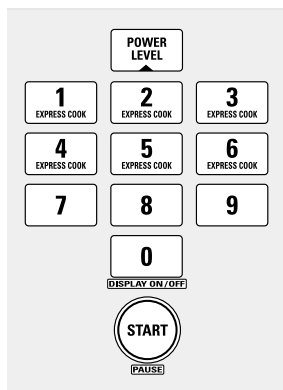 POWER
LEVEL
1 2 3
EXPRESS COOK EXPRESS COOK EXPRESS COOK
4 5 6
EXPRESS COOK EXPRESS COOK EXPRESS COOK
7 8 9
0
DISPLAY ON/OFF
START
PAUSE